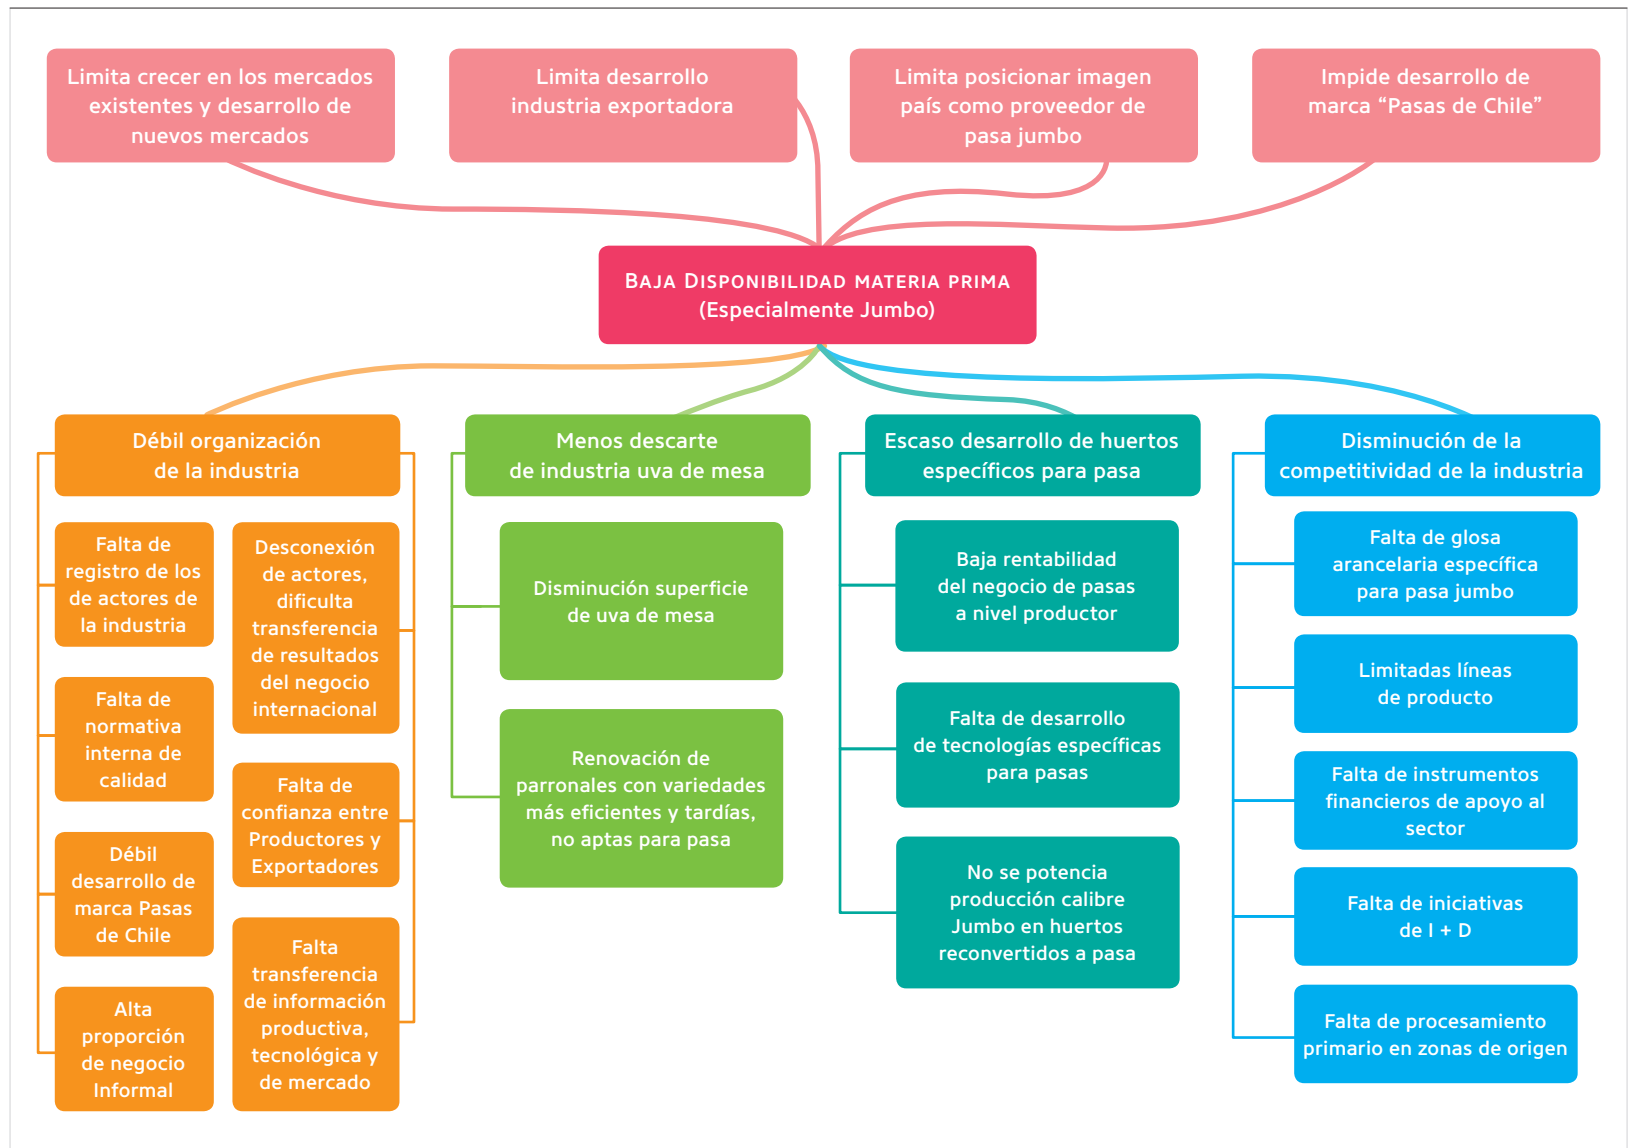 Limita crecer en los mercados
existentes y desarrollo de
nuevos mercados
Limita desarrollo
industria exportadora
Limita posicionar imagen
país como proveedor de
pasa jumbo
Impide desarrollo de
marca “Pasas de Chile”
BAJA DISPONIBILIDAD MATERIA PRIMA
(Especialmente Jumbo)
Débil organización
de la industria
Falta de
registro de los
de actores de
la industria
Falta de
normativa
interna de
calidad
Débil
desarrollo de
marca Pasas
de Chile
Alta
proporción
de negocio
Informal
Desconexión
de actores,
dificulta
transferencia
de resultados
del negocio
internacional
Falta de
confianza entre
Productores y
Exportadores
Falta
transferencia
de información
productiva,
tecnológica y
de mercado
Menos descarte
de industria uva de mesa
Disminución superficie
de uva de mesa
Renovación de
parronales con variedades
más eficientes y tardías,
no aptas para pasa
Escaso desarrollo de huertos
específicos para pasa
Baja rentabilidad
del negocio de pasas
a nivel productor
Falta de desarrollo
de tecnologías específicas
para pasas
No se potencia
producción calibre
Jumbo en huertos
reconvertidos a pasa
Disminución de la
competitividad de la industria
Falta de glosa
arancelaria específica
para pasa jumbo
Limitadas líneas
de producto
Falta de instrumentos
financieros de apoyo al
sector
Falta de iniciativas
de I + D
Falta de procesamiento
primario en zonas de origen